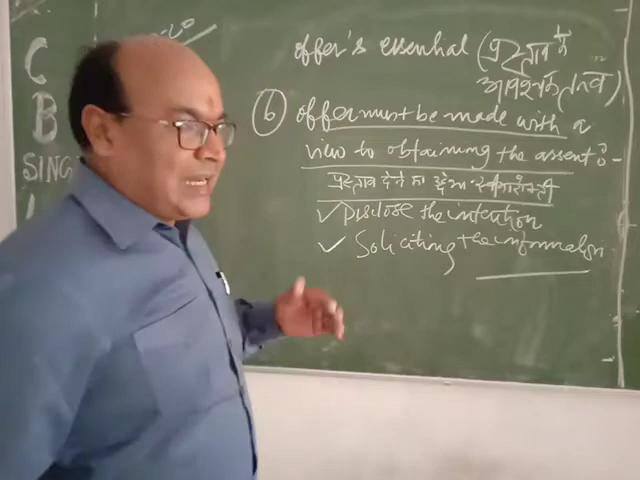 C
B
SING
offer's essential (प्रस्ताव के
आवश्यक तत्व)
⑥ offer must be made with a
view to obtaining the assent :-
प्रस्ताव देने का उद्देश्य
✓ Disclose the intention
✓ Soliciting the information